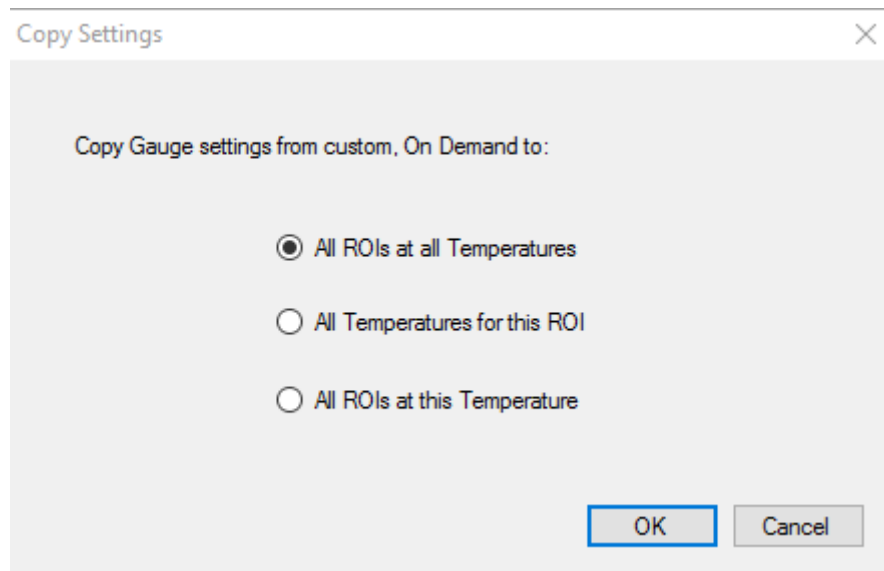 Copy Settings
Copy Gauge settings from custom, On Demand to:
All ROIs at all Temperatures
All Temperatures for this ROI
All ROIs at this Temperature
OK Cancel